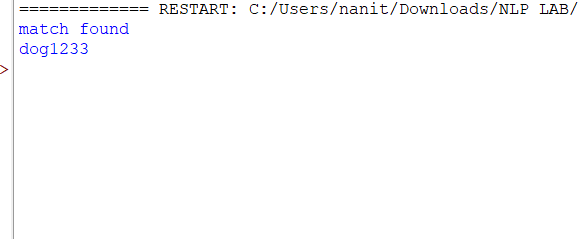 ============= RESTART: C:/Users/nanit/Downloads/NLP LAB/
match found
dog1233
>